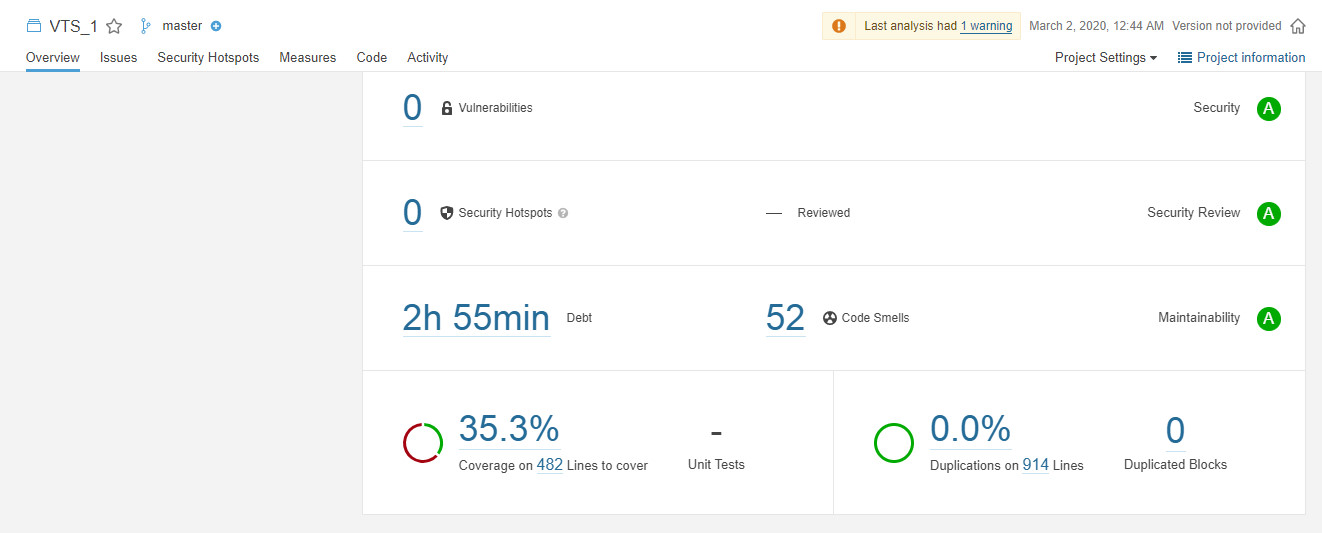 VTS_1 master Last analysis had 1 warning March 2, 2020, 12:44 AM Version not provided
Overview Issues Security Hotspots Measures Code Activity Project Settings Project information
0 Vulnerabilities Security A
0 Security Hotspots ? — Reviewed Security Review A
2h 55min Debt 52 Code Smells Maintainability A
35.3%
Coverage on 482 Lines to cover
-
Unit Tests
0.0%
Duplications on 914 Lines
0
Duplicated Blocks